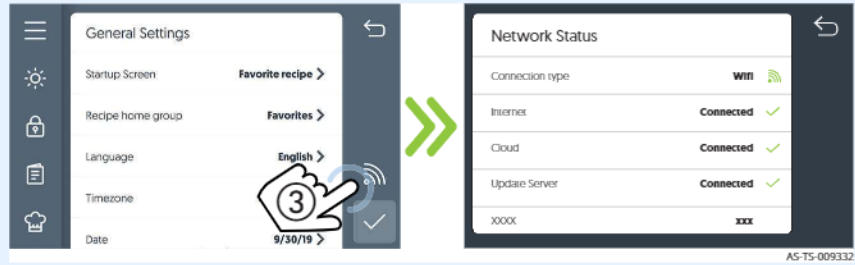 General Settings
Startup Screen Favorite recipe >
Recipe home group Favorites >
Language English >
Timezone
3
Date 9/30/19 >
Network Status
Connection type Wifi
Internet Connected
Cloud Connected
Update Server Connected
XXXX xxx
AS-TS-009332